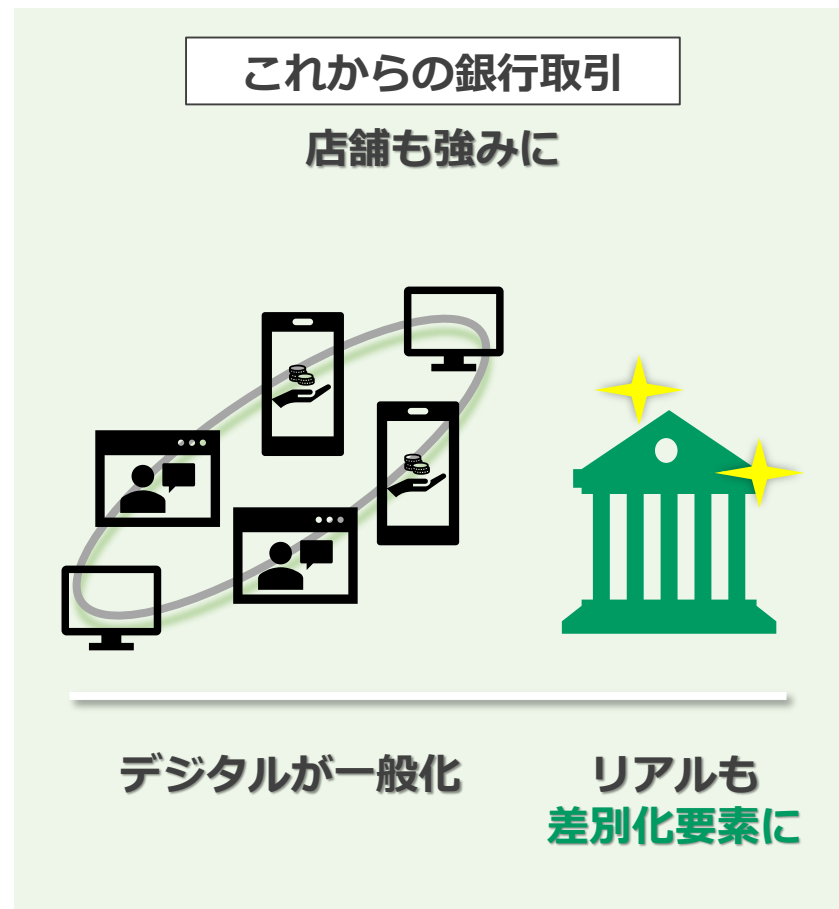 これからの銀行取引
店舗も強みに
デジタルが一般化
リアルも
差別化要素に